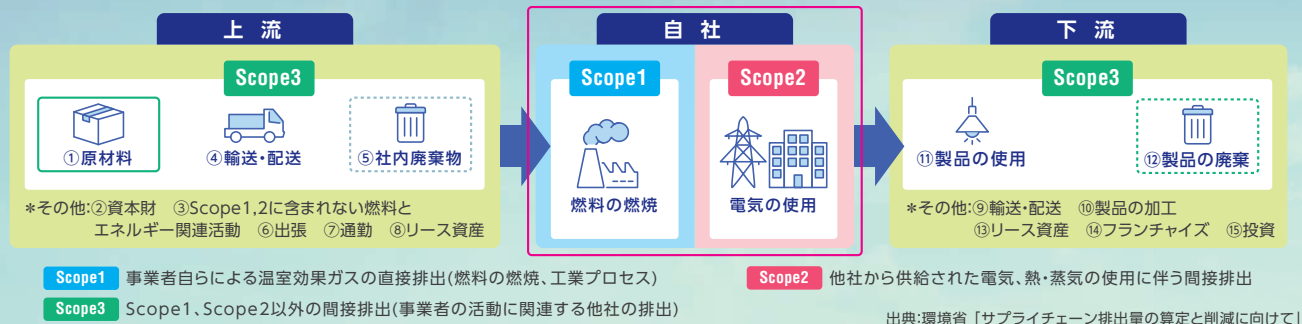 上 流
Scope3
①原材料
④輸送・配送
⑤社内廃棄物
*その他:②資本財 ③Scope1,2に含まれない燃料と
エネルギー関連活動 ⑥出張 ⑦通勤 ⑧リース資産
自 社
Scope1
燃料の燃焼
Scope2
電気の使用
下 流
Scope3
⑪製品の使用
⑫製品の廃棄
*その他:⑨輸送・配送 ⑩製品の加工
⑬リース資産 ⑭フランチャイズ ⑮投資
Scope1 事業者自らによる温室効果ガスの直接排出(燃料の燃焼、工業プロセス)
Scope2 他社から供給された電気、熱・蒸気の使用に伴う間接排出
Scope3 Scope1、Scope2以外の間接排出(事業者の活動に関連する他社の排出)
出典:環境省「サプライチェーン排出量の算定と削減に向けて」